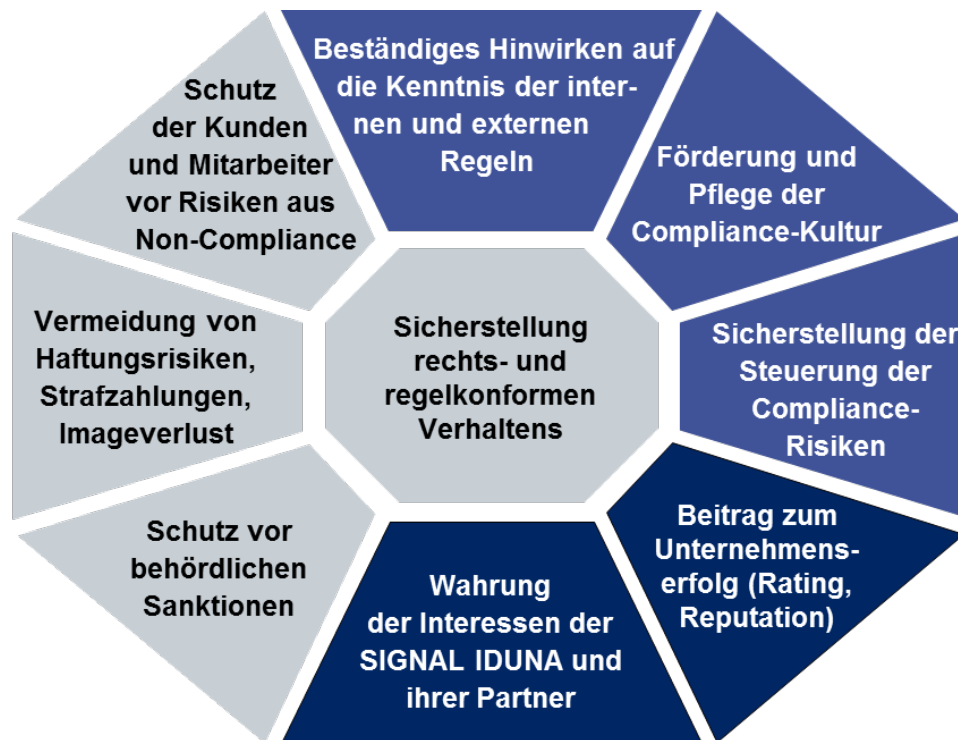 Beständiges Hinwirken auf
die Kenntnis der inter-
nen und externen
Regeln
Förderung und
Pflege der
Compliance-Kultur
Sicherstellung der
Steuerung der
Compliance-
Risiken
Beitrag zum
Unternehmens-
erfolg (Rating,
Reputation)
Wahrung
der Interessen der
SIGNAL IDUNA und
ihrer Partner
Schutz vor
behördlichen
Sanktionen
Vermeidung von
Haftungsrisiken,
Strafzahlungen,
Imageverlust
Schutz
der Kunden
und Mitarbeiter
vor Risiken aus
Non-Compliance
Sicherstellung
rechts- und
regelkonformen
Verhaltens